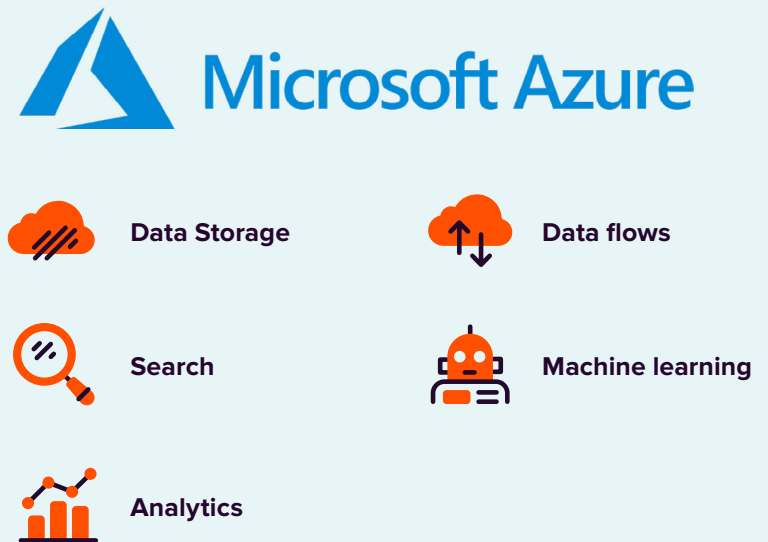 Microsoft Azure
Data Storage
Data flows
Search
Machine learning
Analytics